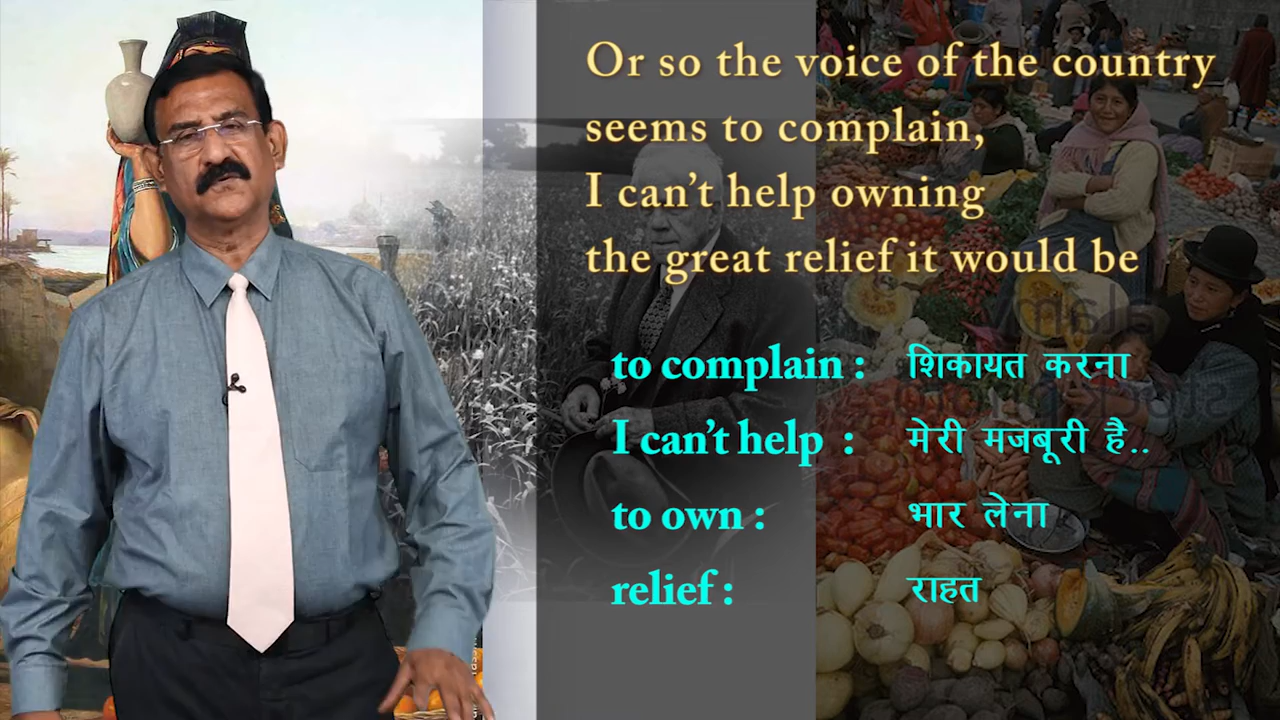 Or so the voice of the country
seems to complain,
I can’t help owning
the great relief it would be
to complain : शिकायत करना
I can’t help : मेरी मजबूरी है..
to own : भार लेना
relief : राहत